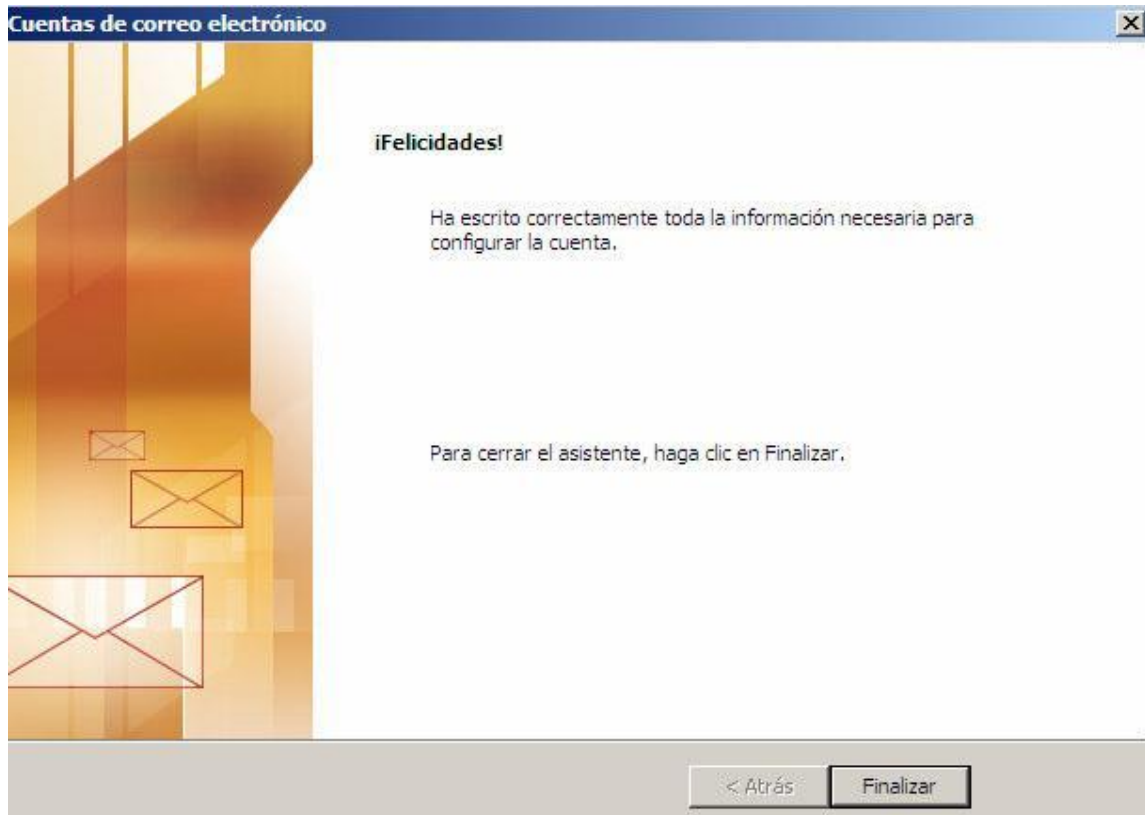 Cuentas de correo electrónico
¡Felicidades!
Ha escrito correctamente toda la información necesaria para
configurar la cuenta.
Para cerrar el asistente, haga clic en Finalizar.
< Atrás
Finalizar